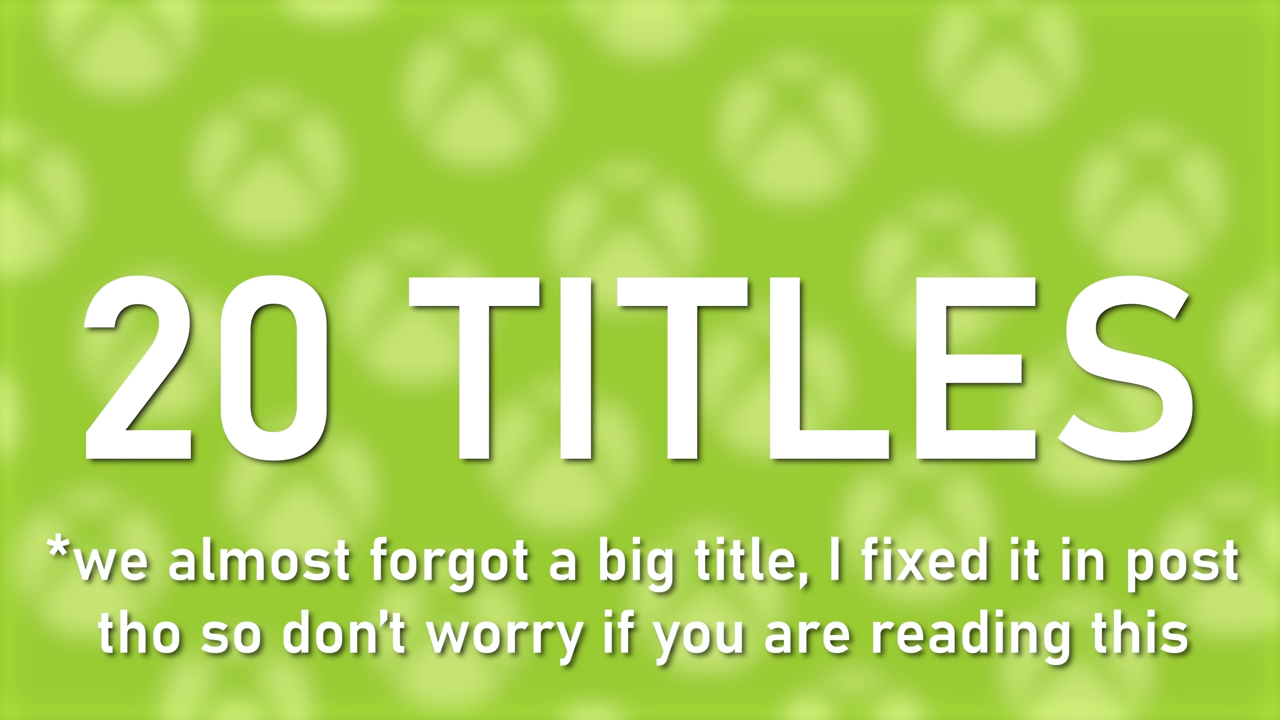 20 TITLES
*we almost forgot a big title, I fixed it in post
tho so don't worry if you are reading this